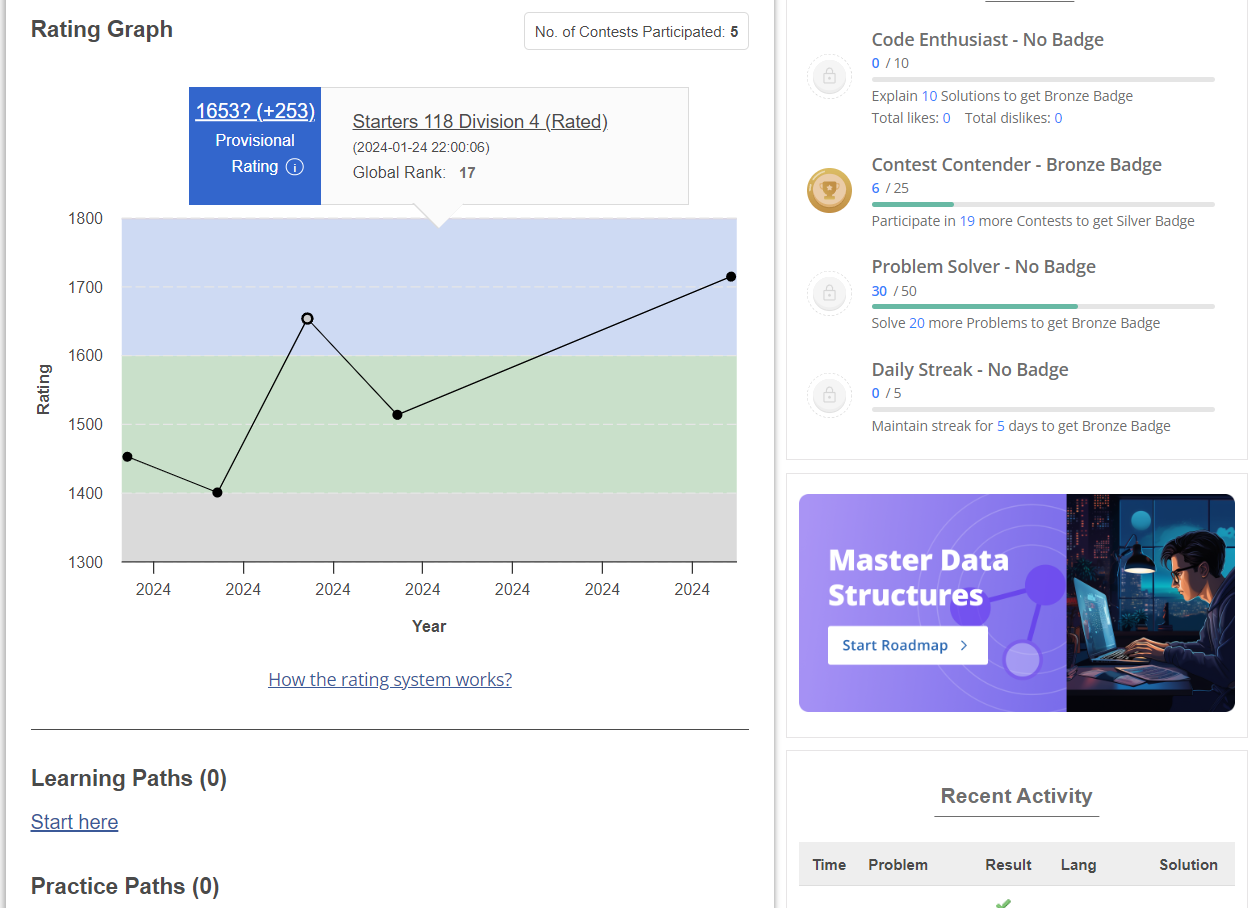 Rating Graph
No. of Contests Participated: 5
1653? (+253)
Provisional
Rating
Starters 118 Division 4 (Rated)
(2024-01-24 22:00:06)
Global Rank: 17
1800
1700
1600
1500
1400
1300
Rating
2024 2024 2024 2024 2024 2024 2024
Year
How the rating system works?
Learning Paths (0)
Start here
Practice Paths (0)
Code Enthusiast - No Badge
0 / 10
Explain 10 Solutions to get Bronze Badge
Total likes: 0 Total dislikes: 0
Contest Contender - Bronze Badge
6 / 25
Participate in 19 more Contests to get Silver Badge
Problem Solver - No Badge
30 / 50
Solve 20 more Problems to get Bronze Badge
Daily Streak - No Badge
0 / 5
Maintain streak for 5 days to get Bronze Badge
Master Data
Structures
Start Roadmap
Recent Activity
Time Problem Result Lang Solution